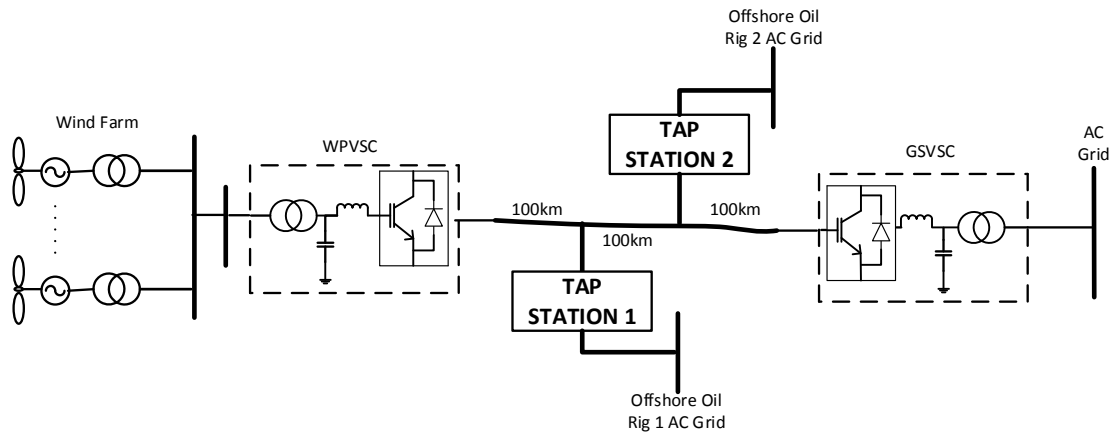 Offshore Oil
Rig 2 AC Grid
Wind Farm
WPVSC
TAP
STATION 2
GSVSC
AC
Grid
100km
100km
100km
TAP
STATION 1
Offshore Oil
Rig 1 AC Grid